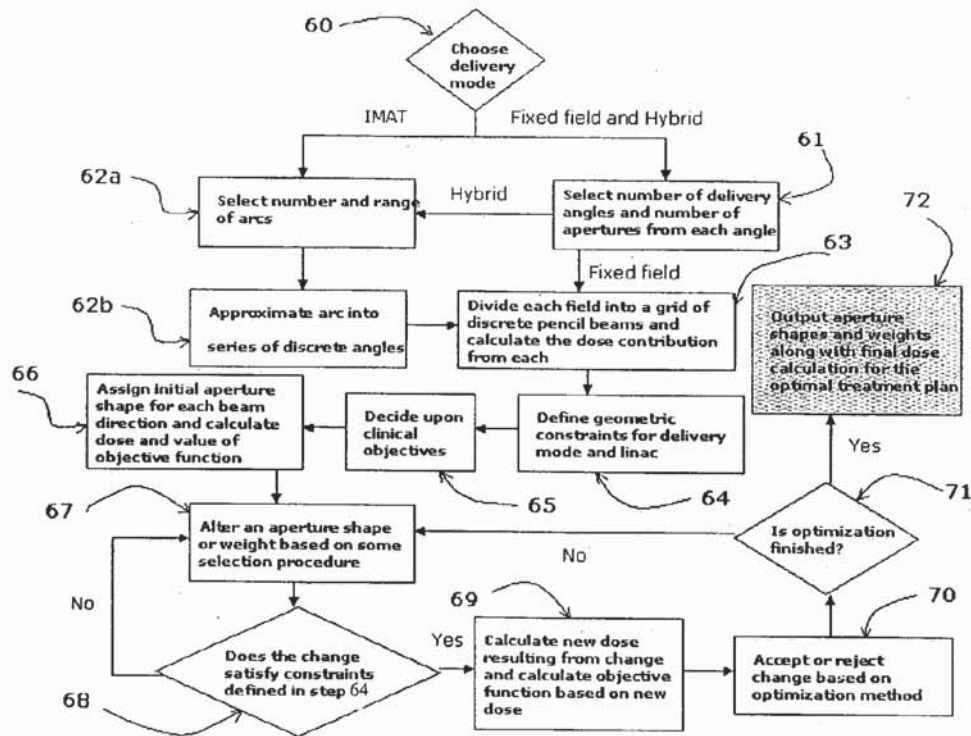 60
Choose
delivery
mode
IMAT
Fixed field and Hybrid
61
62a
Select number and range
of arcs
Hybrid
Select number of delivery
angles and number of
apertures from each angle
72
Fixed field
63
62b
Approximate arc into
series of discrete angles
Divide each field into a grid of
discrete pencil beams and
calculate the dose contribution
from each
Output aperture
shapes and weights
along with final dose
calculation for the
optimal treatment plan
66
Assign initial aperture
shape for each beam
direction and calculate
dose and value of
objective function
Decide upon
clinical
objectives
Define geometric
constraints for delivery
mode and linac
Yes
65
64
71
67
Alter an aperture shape
or weight based on some
selection procedure
No
Is optimization
finished?
No
69
70
Does the change
satisfy constraints
defined in step 64
Yes
Calculate new dose
resulting from change
and calculate objective
function based on new
dose
Accept or reject
change based on
optimization method
68